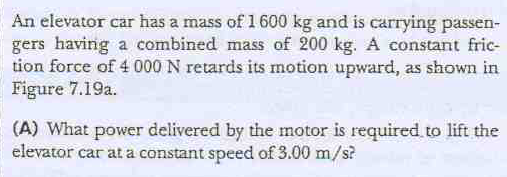 An elevator car has a mass of 1 600 kg and is carrying passen-
gers having a combined mass of 200 kg. A constant fric-
tion force of 4 000 N retards its motion upward, as shown in
Figure 7.19a.
(A) What power delivered by the motor is required to lift the
elevator car at a constant speed of 3.00 m/s?